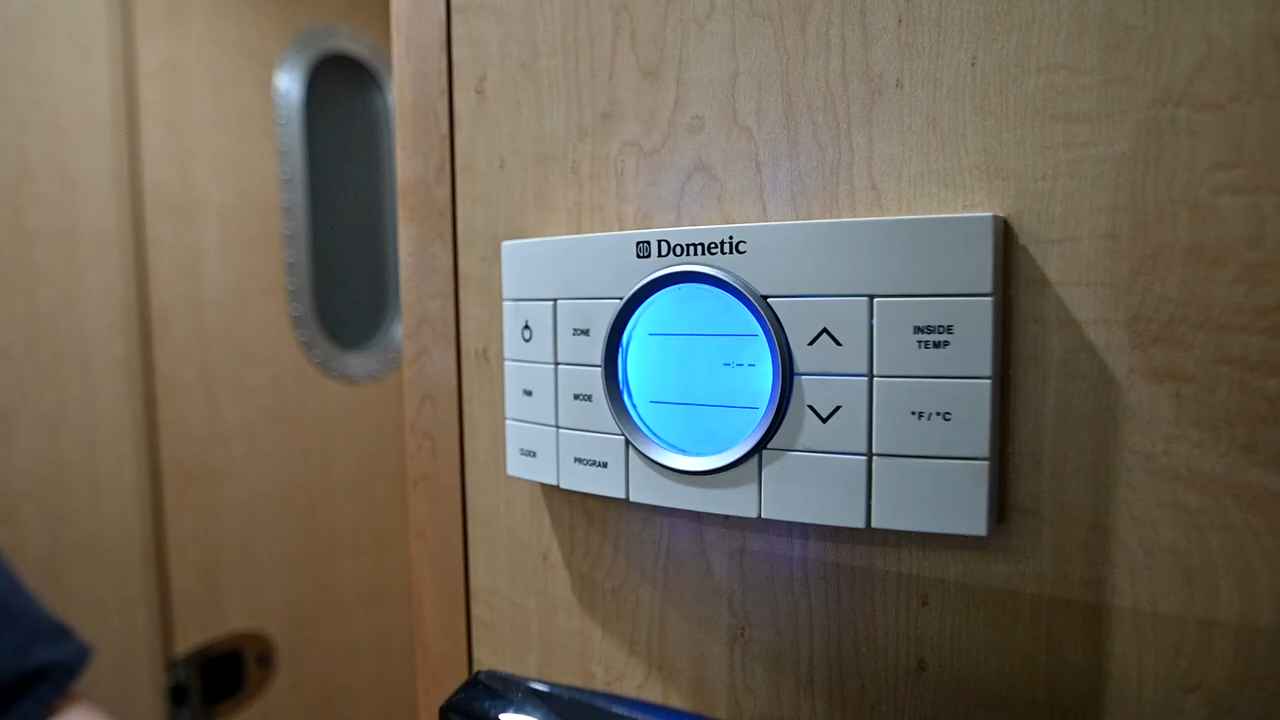 Dometic
ZONE
INSIDE
TEMP
FAN
MODE
°F/°C
CLOCK
PROGRAM
-:--